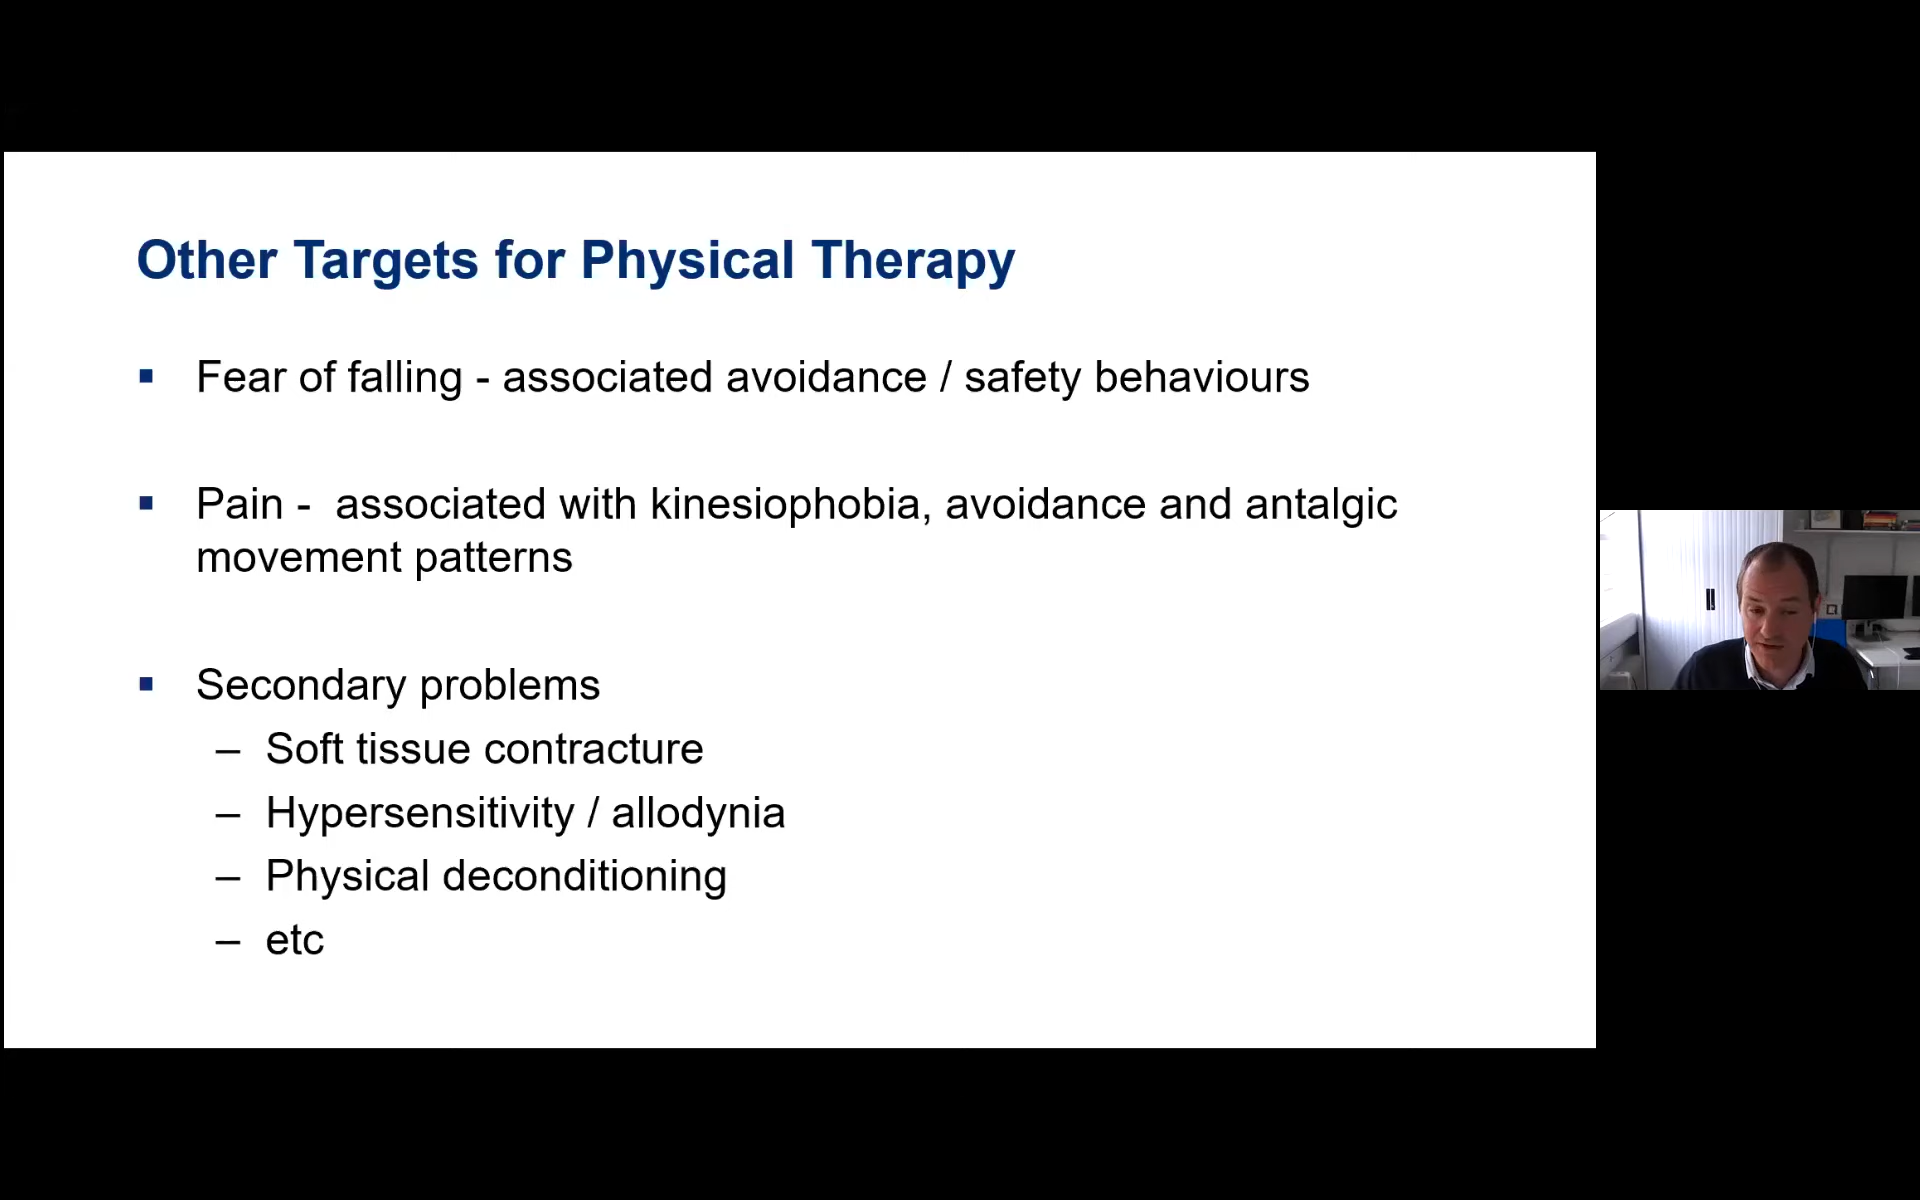 Other Targets for Physical Therapy
▪ Fear of falling - associated avoidance / safety behaviours
▪ Pain -  associated with kinesiophobia, avoidance and antalgic
movement patterns
▪ Secondary problems
– Soft tissue contracture
– Hypersensitivity / allodynia
– Physical deconditioning
– etc